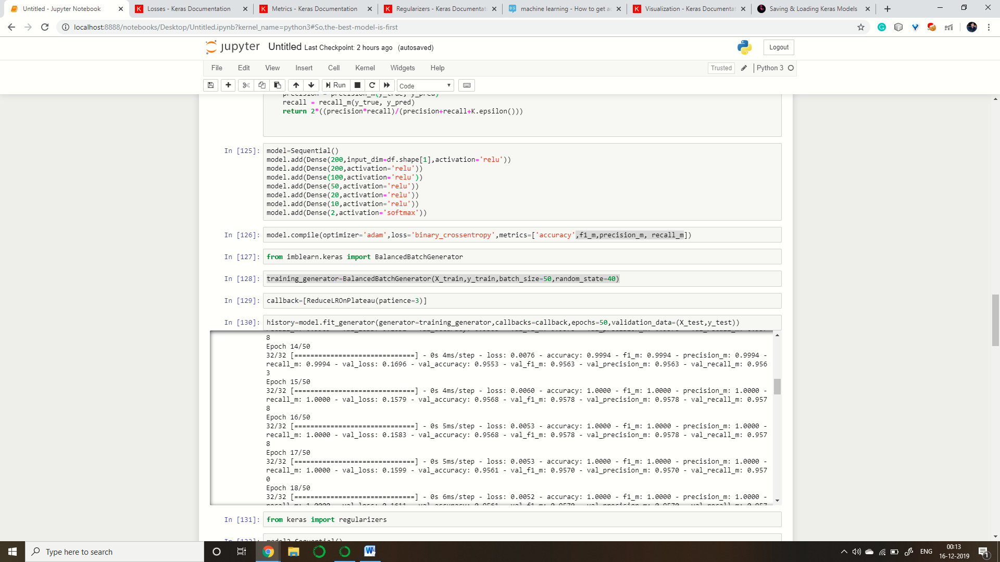 Untitled - Jupyter Notebook
Losses - Keras Documentation
Metrics - Keras Documentation
Regularizers - Keras Documentat
machine learning - How to get a
Visualization - Keras Documentat
Saving & Loading Keras Models
localhost:8888/notebooks/Desktop/Untitled.ipynb?kernel_name=python3#So,the-best-model-is-first
jupyter Untitled Last Checkpoint: 2 hours ago (autosaved)
Logout
File Edit View Insert Cell Kernel Widgets Help
Trusted Python 3
Run Code
precision = precision_m(y_true, y_pred)
recall = recall_m(y_true, y_pred)
return 2*((precision*recall)/(precision+recall+K.epsilon()))
In [125]:
model=Sequential()
model.add(Dense(200,input_dim=df.shape[1],activation='relu'))
model.add(Dense(200,activation='relu'))
model.add(Dense(100,activation='relu'))
model.add(Dense(50,activation='relu'))
model.add(Dense(20,activation='relu'))
model.add(Dense(10,activation='relu'))
model.add(Dense(2,activation='softmax'))
In [126]: model.compile(optimizer='adam',loss='binary_crossentropy',metrics=['accuracy',f1_m,precision_m, recall_m])
In [127]: from imblearn.keras import BalancedBatchGenerator
In [128]: training_generator=BalancedBatchGenerator(X_train,y_train,batch_size=50,random_state=40)
In [129]: callback=[ReduceLROnPlateau(patience=3)]
In [130]: history=model.fit_generator(generator=training_generator,callbacks=callback,epochs=50,validation_data=(X_test,y_test))
8
Epoch 14/50
32/32 [==============================] - 0s 4ms/step - loss: 0.0076 - accuracy: 0.9994 - f1_m: 0.9994 - precision_m: 0.9994 -
recall_m: 0.9994 - val_loss: 0.1696 - val_accuracy: 0.9553 - val_f1_m: 0.9563 - val_precision_m: 0.9563 - val_recall_m: 0.956
3
Epoch 15/50
32/32 [==============================] - 0s 4ms/step - loss: 0.0060 - accuracy: 1.0000 - f1_m: 1.0000 - precision_m: 1.0000 -
recall_m: 1.0000 - val_loss: 0.1579 - val_accuracy: 0.9568 - val_f1_m: 0.9578 - val_precision_m: 0.9578 - val_recall_m: 0.957
8
Epoch 16/50
32/32 [==============================] - 0s 5ms/step - loss: 0.0053 - accuracy: 1.0000 - f1_m: 1.0000 - precision_m: 1.0000 -
recall_m: 1.0000 - val_loss: 0.1583 - val_accuracy: 0.9568 - val_f1_m: 0.9578 - val_precision_m: 0.9578 - val_recall_m: 0.957
8
Epoch 17/50
32/32 [==============================] - 0s 5ms/step - loss: 0.0053 - accuracy: 1.0000 - f1_m: 1.0000 - precision_m: 1.0000 -
recall_m: 1.0000 - val_loss: 0.1599 - val_accuracy: 0.9561 - val_f1_m: 0.9570 - val_precision_m: 0.9570 - val_recall_m: 0.957
0
Epoch 18/50
32/32 [==============================] - 0s 6ms/step - loss: 0.0052 - accuracy: 1.0000 - f1_m: 1.0000 - precision_m: 1.0000 -
In [131]: from keras import regularizers
Type here to search
ENG
00:13
16-12-2019
1